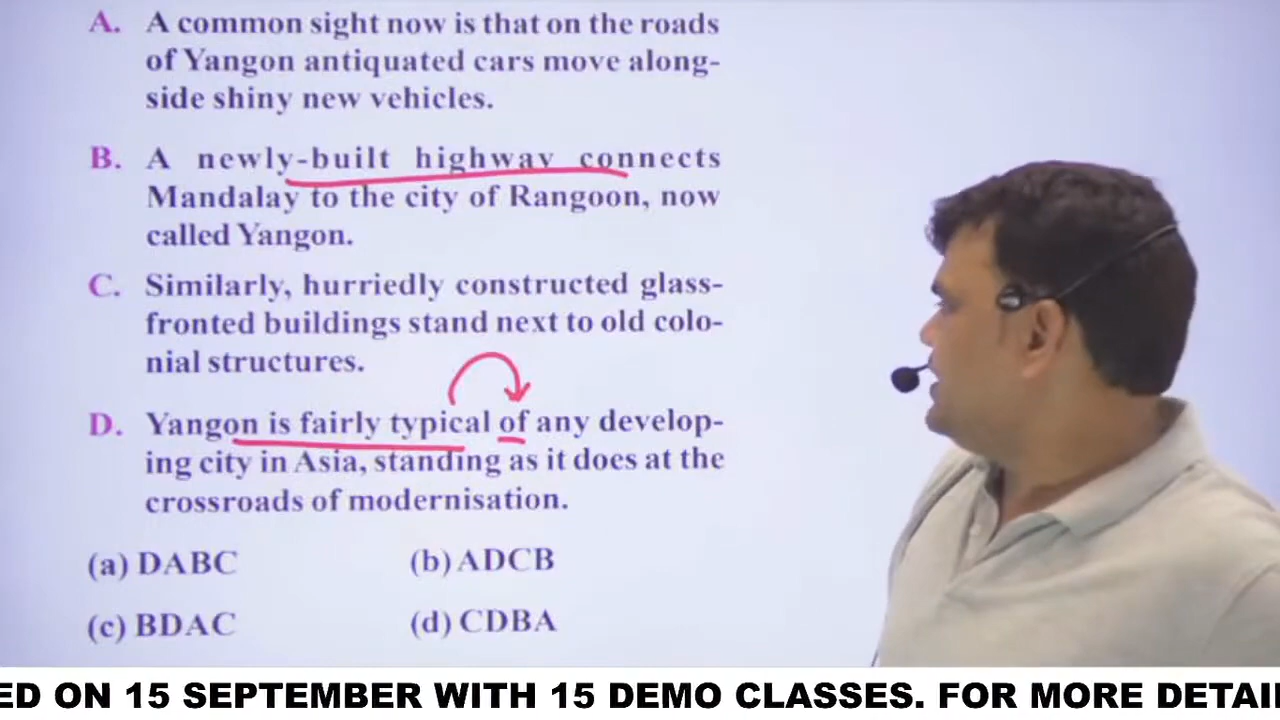 A. A common sight now is that on the roads
of Yangon antiquated cars move along-
side shiny new vehicles.
B. A newly-built highway connects
Mandalay to the city of Rangoon, now
called Yangon.
C. Similarly, hurriedly constructed glass-
fronted buildings stand next to old colo-
nial structures.
D. Yangon is fairly typical of any develop-
ing city in Asia, standing as it does at the
crossroads of modernisation.
(a) DABC (b) ADCB
(c) BDAC (d) CDBA
ED ON 15 SEPTEMBER WITH 15 DEMO CLASSES. FOR MORE DETAI